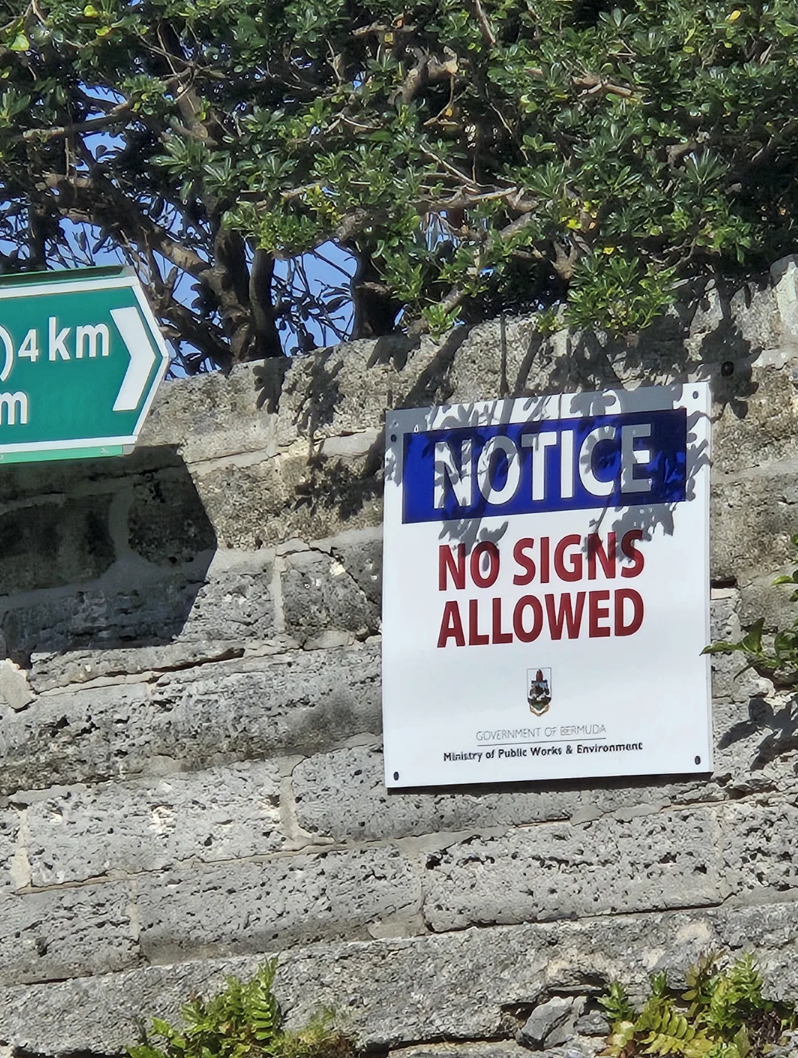 ) 4 km
m
NOTICE
NO SIGNS
ALLOWED
GOVERNMENT OF BERMUDA
Ministry of Public Works & Environment